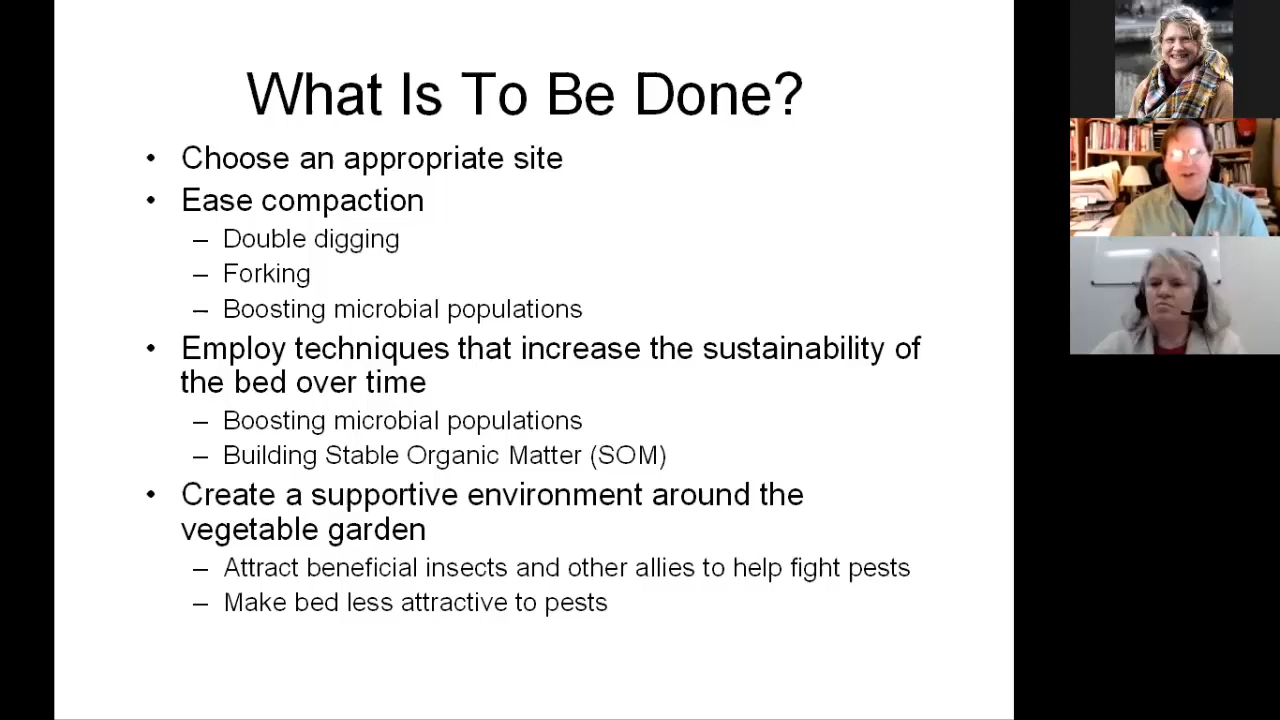 What Is To Be Done?
• Choose an appropriate site
• Ease compaction
– Double digging
– Forking
– Boosting microbial populations
• Employ techniques that increase the sustainability of
the bed over time
– Boosting microbial populations
– Building Stable Organic Matter (SOM)
• Create a supportive environment around the
vegetable garden
– Attract beneficial insects and other allies to help fight pests
– Make bed less attractive to pests